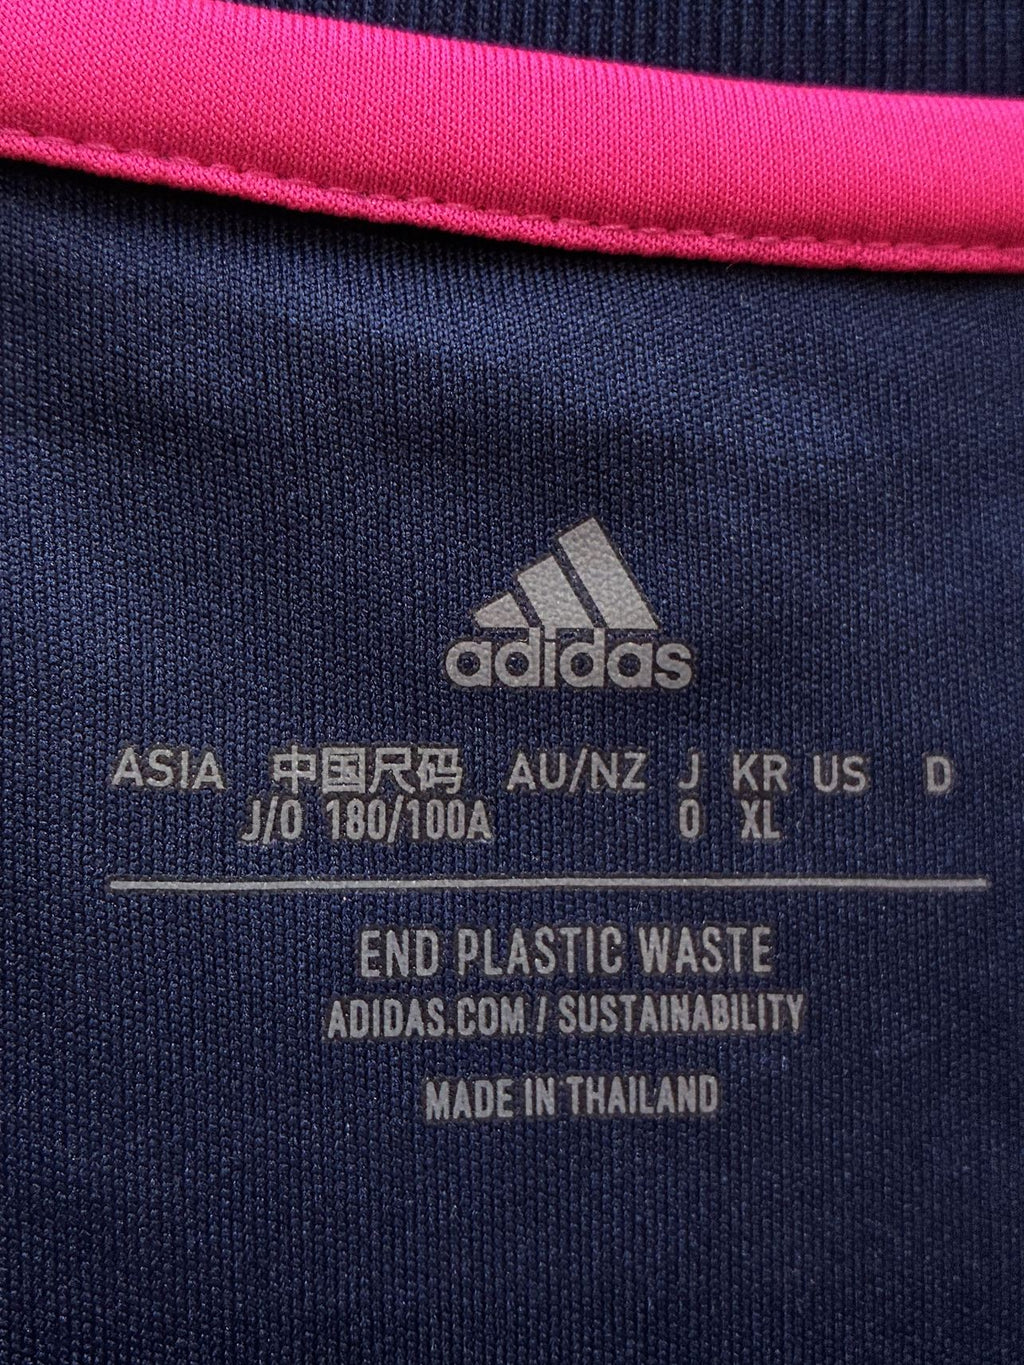 adidas
ASIA 中国尺码 AU/NZ J KR US D
J/O 180/100A O XL
END PLASTIC WASTE
ADIDAS.COM / SUSTAINABILITY
MADE IN THAILAND